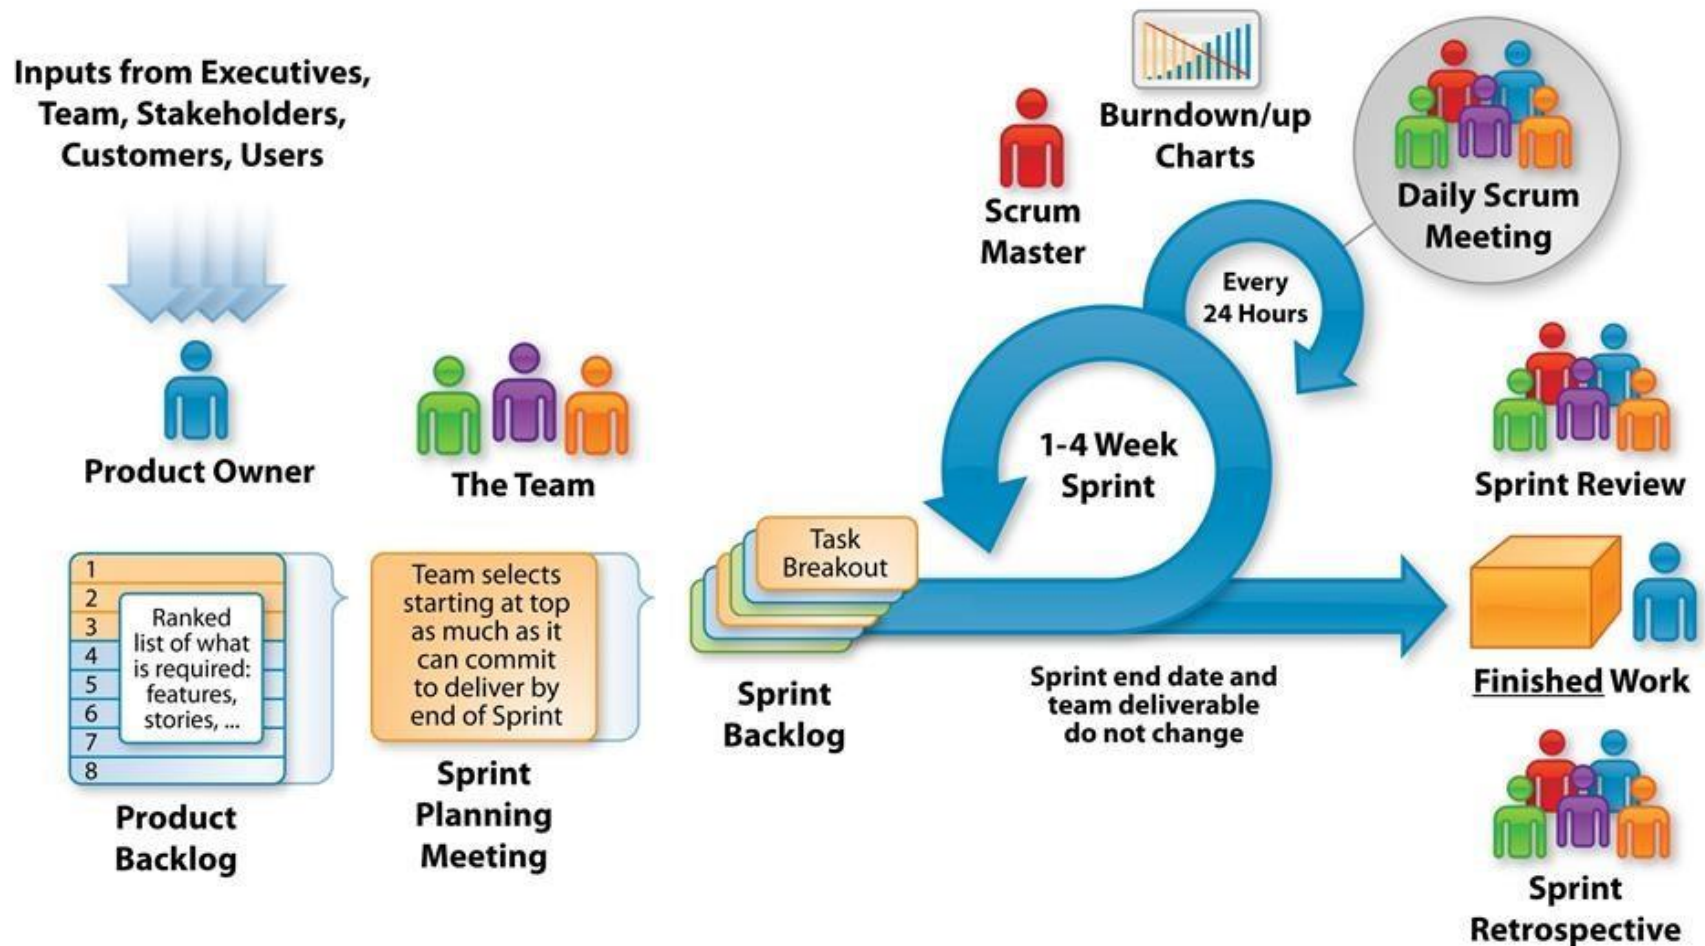 Inputs from Executives,
Team, Stakeholders,
Customers, Users
Product Owner
The Team
1
2
3
4
5
6
7
8
Ranked
list of what
is required:
features,
stories, ...
Product
Backlog
Team selects
starting at top
as much as it
can commit
to deliver by
end of Sprint
Sprint
Planning
Meeting
Task
Breakout
Sprint
Backlog
Scrum
Master
Burndown/up
Charts
Daily Scrum
Meeting
Every
24 Hours
1-4 Week
Sprint
Sprint end date and
team deliverable
do not change
Sprint Review
Finished Work
Sprint
Retrospective